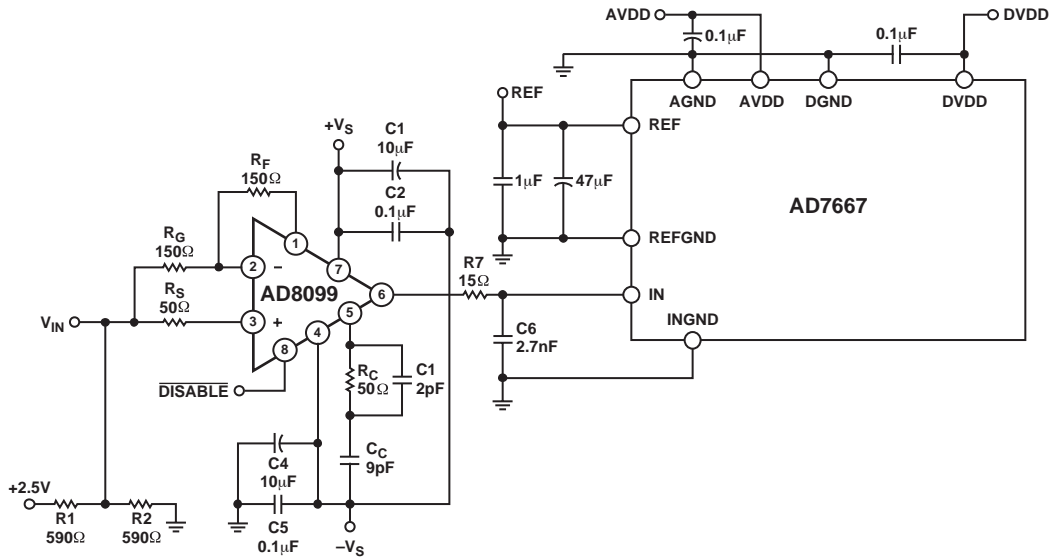 AVDD
DVDD
0.1μF
0.1μF
REF
AGND
AVDD
DGND
DVDD
+VS
C1
10μF
REF
RF
150Ω
C2
0.1μF
1μF
47μF
AD7667
RG
150Ω
1
7
REFGND
2
−
AD8099
6
R7
15Ω
RS
50Ω
IN
VIN
3
+
5
INGND
4
C6
2.7nF
8
RC
50Ω
C1
2pF
DISABLE
C4
10μF
CC
9pF
+2.5V
R1
590Ω
R2
590Ω
C5
0.1μF
−VS